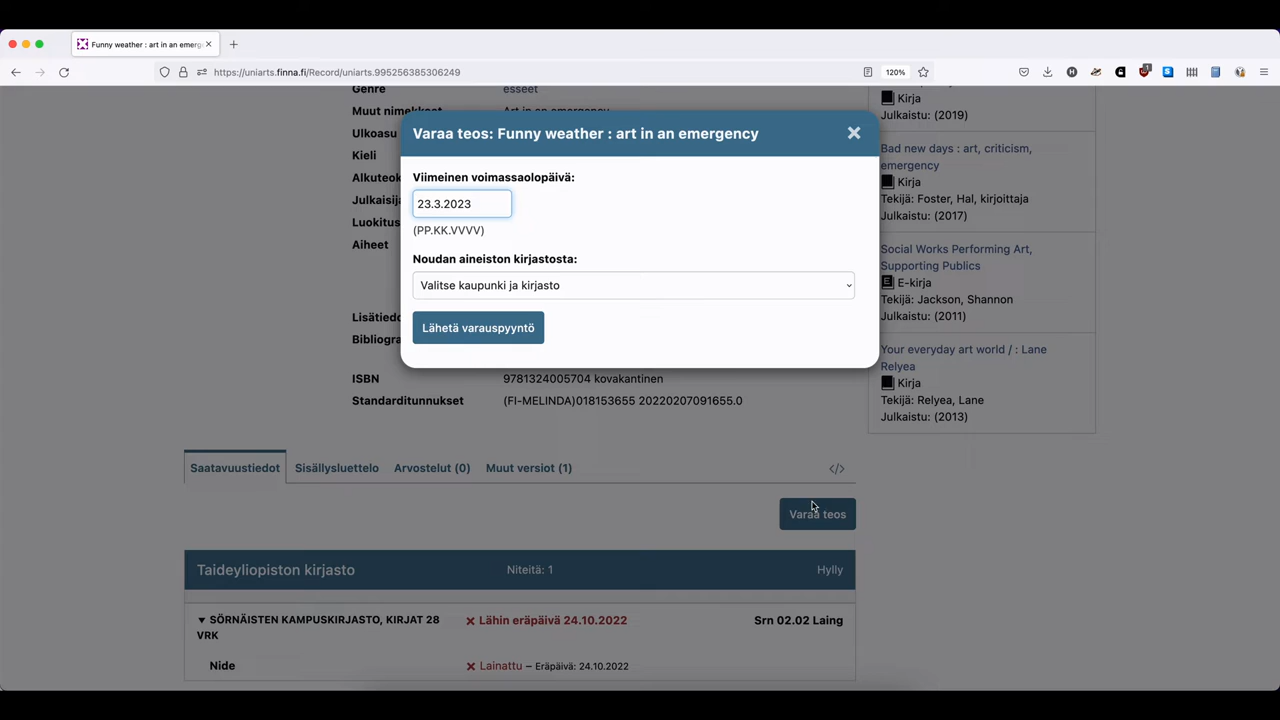 Funny weather : art in an emerg
https://uniarts.finna.fi/Record/uniarts.995256385306249
120%
Genre
esseet
Muut nimekkeet
Art in an emergency
Ulkoasu
Kieli
Alkuteok
Julkaisija
Luokitus
Aiheet
Lisätiedo
Bibliogra
ISBN
9781324005704 kovakantinen
Standarditunnukset
(FI-MELINDA)018153655 20220207091655.0
Varaa teos: Funny weather : art in an emergency
Viimeinen voimassaolopäivä:
23.3.2023
(PP.KK.VVVV)
Noudan aineiston kirjastosta:
Valitse kaupunki ja kirjasto
Lähetä varauspyyntö
Kirja
Julkaistu: (2019)
Bad new days : art, criticism,
emergency
Kirja
Tekijä: Foster, Hal, kirjoittaja
Julkaistu: (2017)
Social Works Performing Art,
Supporting Publics
E-kirja
Tekijä: Jackson, Shannon
Julkaistu: (2011)
Your everyday art world / : Lane
Relyea
Kirja
Tekijä: Relyea, Lane
Julkaistu: (2013)
Saatavuustiedot
Sisällysluettelo
Arvostelut (0)
Muut versiot (1)
</>
Varaa teos
Taideyliopiston kirjasto
Niteitä: 1
Hylly
SÖRNÄISTEN KAMPUSKIRJASTO, KIRJAT 28
VRK
Lähin eräpäivä 24.10.2022
Srn 02.02 Laing
Nide
Lainattu – Eräpäivä: 24.10.2022